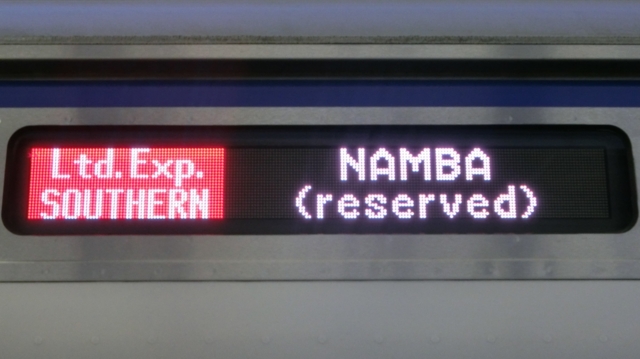 Ltd. Exp.
SOUTHERN
NAMBA
(reserved)